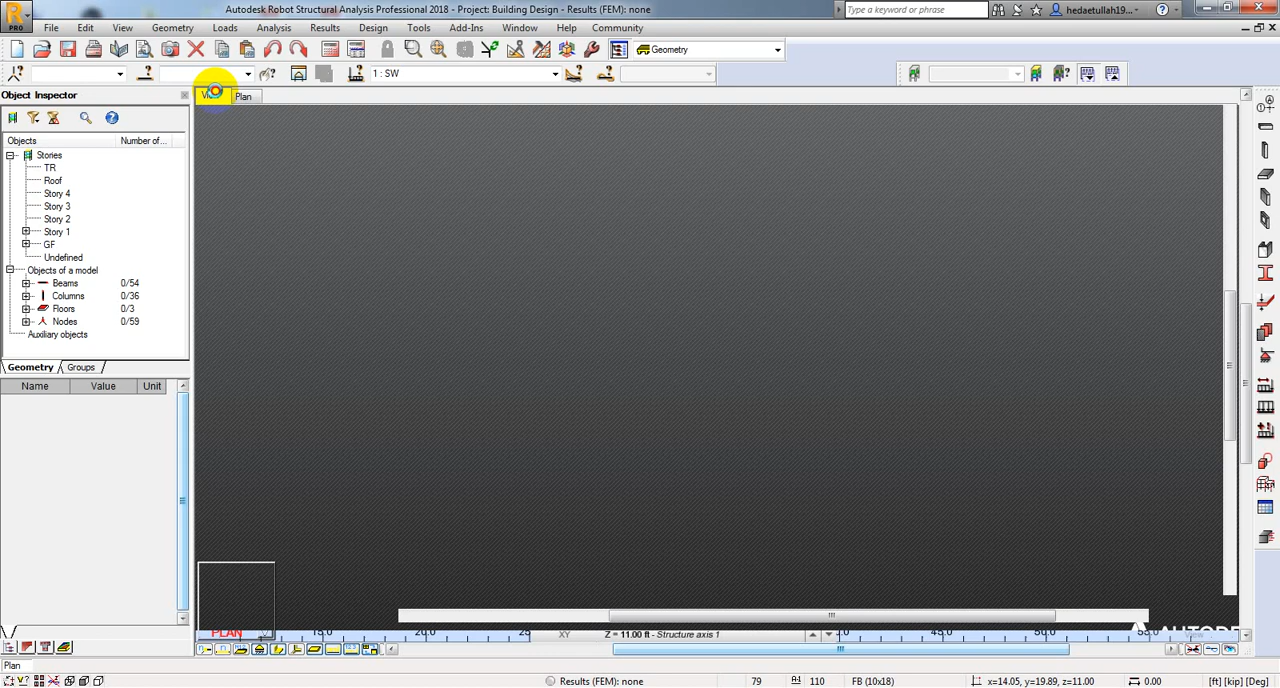 Autodesk Robot Structural Analysis Professional 2018 - Project: Building Design - Results (FEM): none
Type a keyword or phrase
hedaetullah19...
PRO
File Edit View Geometry Loads Analysis Results Design Tools Add-Ins Window Help Community
Geometry
1 : SW
Object Inspector
Plan
Objects Number of...
Stories
TR
Roof
Story 4
Story 3
Story 2
Story 1
GF
Undefined
Objects of a model
Beams 0/54
Columns 0/36
Floors 0/3
Nodes 0/59
Auxiliary objects
Geometry Groups
Name Value Unit
PLAN
XY Z = 11.00 ft - Structure axis 1
Plan
Results (FEM): none 79 110 FB (10x18) x=14.05, y=19.89, z=11.00 0.00 [ft] [kip] [Deg]